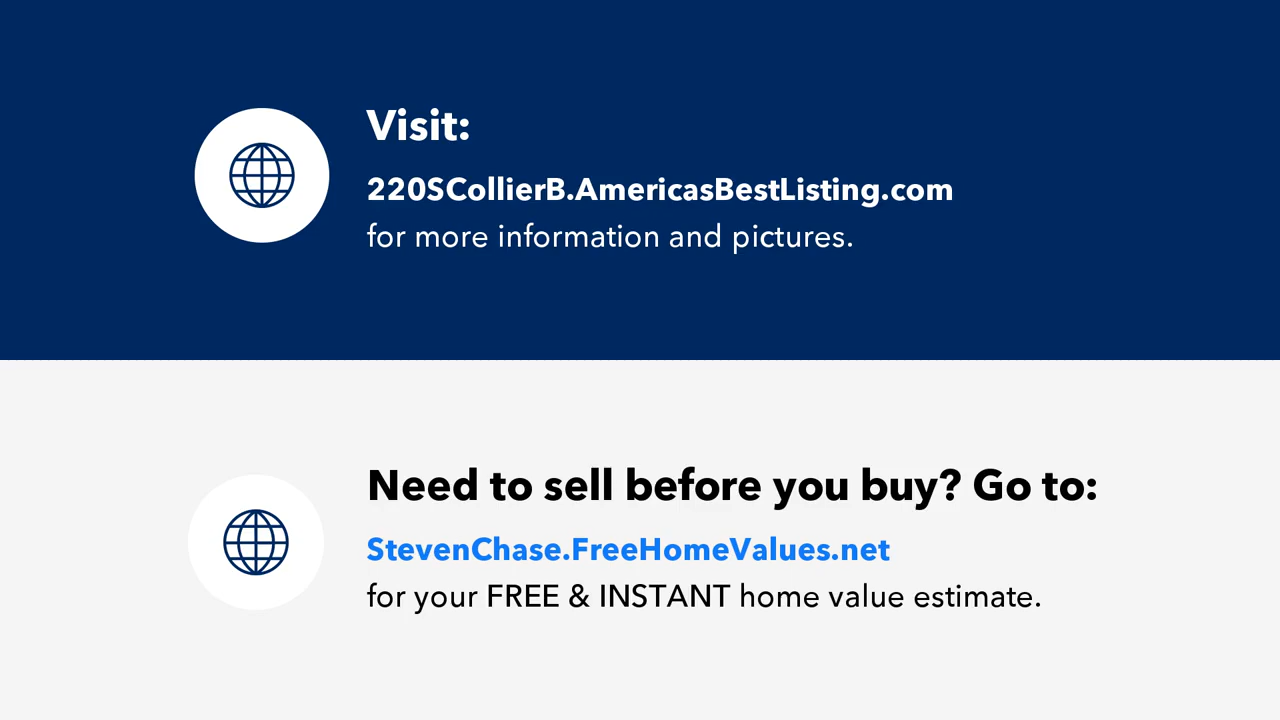 Visit:
220SCollierB.AmericasBestListing.com
for more information and pictures.
Need to sell before you buy? Go to:
StevenChase.FreeHomeValues.net
for your FREE & INSTANT home value estimate.